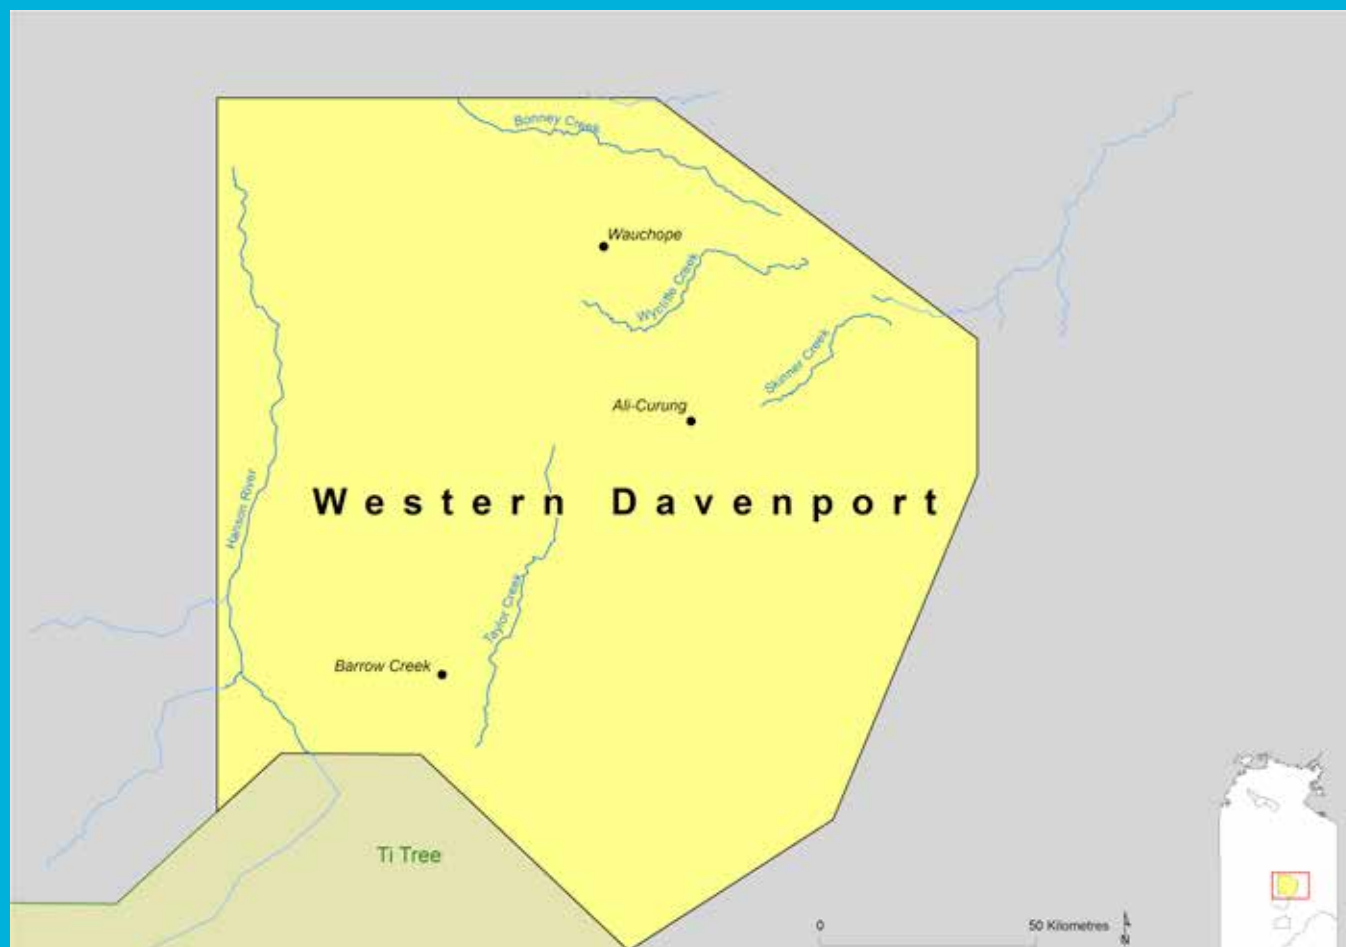 Bonney Creek
Wauchope
Wycliffe Creek
Skinner Creek
Ali-Curung
Hanson River
Western Davenport
Taylor Creek
Barrow Creek
Ti Tree
0
50 Kilometres
N